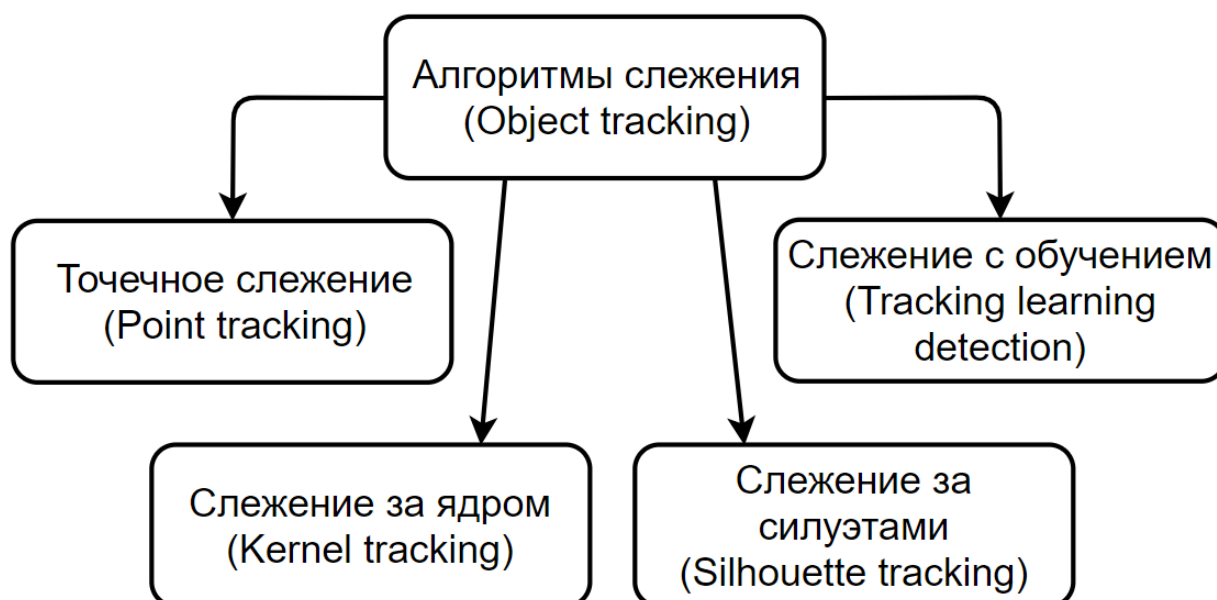 Алгоритмы слежения
(Object tracking)
Точечное слежение
(Point tracking)
Слежение с обучением
(Tracking learning
detection)
Слежение за ядром
(Kernel tracking)
Слежение за
силуэтами
(Silhouette tracking)